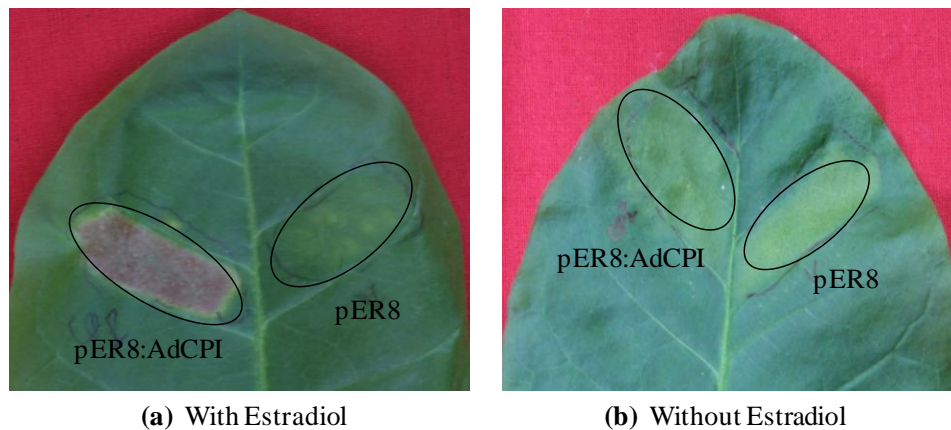 pER8:AdCPI
pER8
(a) With Estradiol
pER8:AdCPI
pER8
(b) Without Estradiol